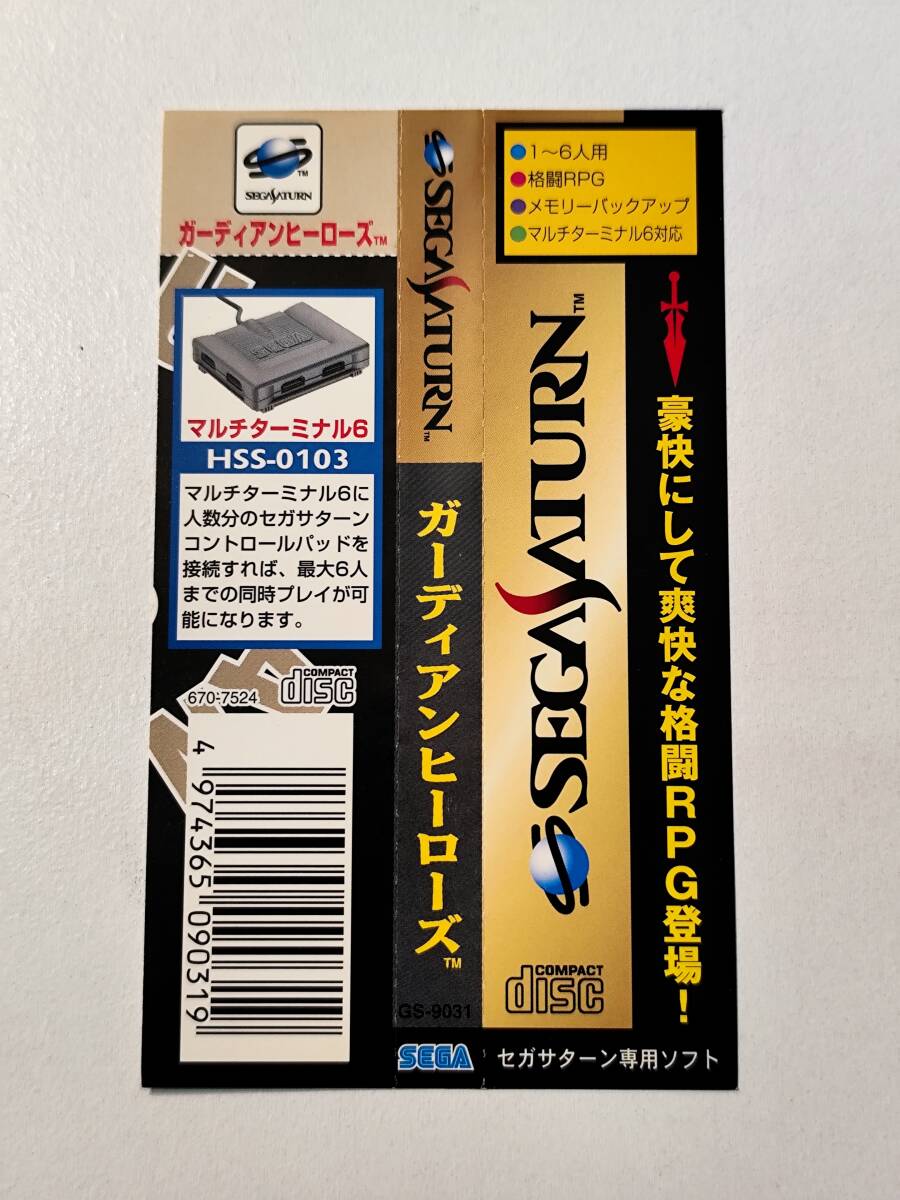 SEGASATURN™
ガーディアンヒーローズ™
SEGA
マルチターミナル6
HSS-0103
マルチターミナル6に
人数分のセガサターン
コントロールパッドを
接続すれば、最大6人
までの同時プレイが可
能になります。
670-7524
COMPACT
disc
4 974365 090319
SEGASATURN™
ガーディアンヒーローズ™
GS-9031
SEGA
●1～6人用
●格闘RPG
●メモリーバックアップ
●マルチターミナル6対応
SEGASATURN™
COMPACT
disc
豪快にして爽快な格闘RPG登場!
セガサターン専用ソフト